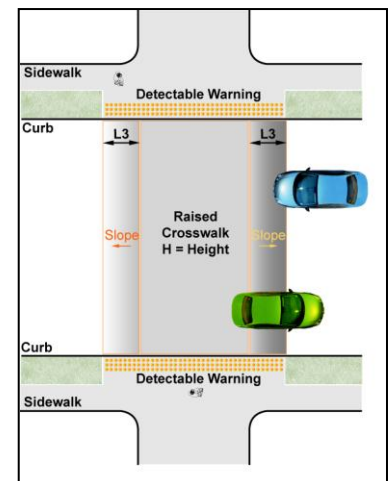 Sidewalk
Detectable Warning
Curb
L3
L3
Slope
Raised
Crosswalk
H = Height
Slope
Curb
Detectable Warning
Sidewalk